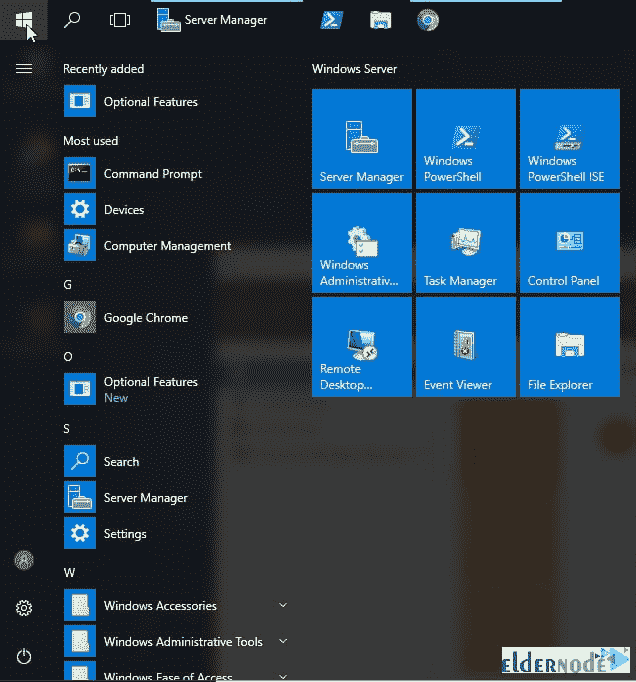 Server Manager
Recently added
Optional Features
Most used
Command Prompt
Devices
Computer Management
G
Google Chrome
O
Optional Features
New
S
Search
Server Manager
Settings
W
Windows Accessories
Windows Administrative Tools
Windows Ease of Access
Windows Server
Server Manager
Windows
PowerShell
Windows
PowerShell ISE
Windows
Administrativ...
Task Manager
Control Panel
Remote
Desktop...
Event Viewer
File Explorer
elderNODE